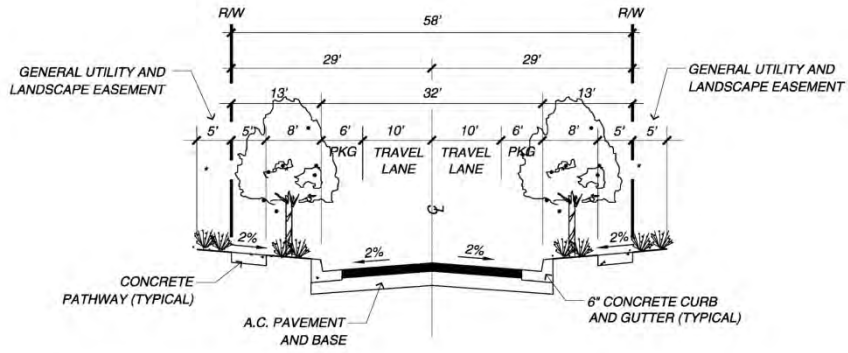 R/W
R/W
58'
29'
29'
GENERAL UTILITY AND
LANDSCAPE EASEMENT
GENERAL UTILITY AND
LANDSCAPE EASEMENT
13'
32'
13'
5'
5'
8'
6'
10'
10'
6'
8'
5'
5'
PKG
TRAVEL
LANE
TRAVEL
LANE
PKG
2%
2%
2%
2%
CONCRETE
PATHWAY (TYPICAL)
A.C. PAVEMENT
AND BASE
6" CONCRETE CURB
AND GUTTER (TYPICAL)